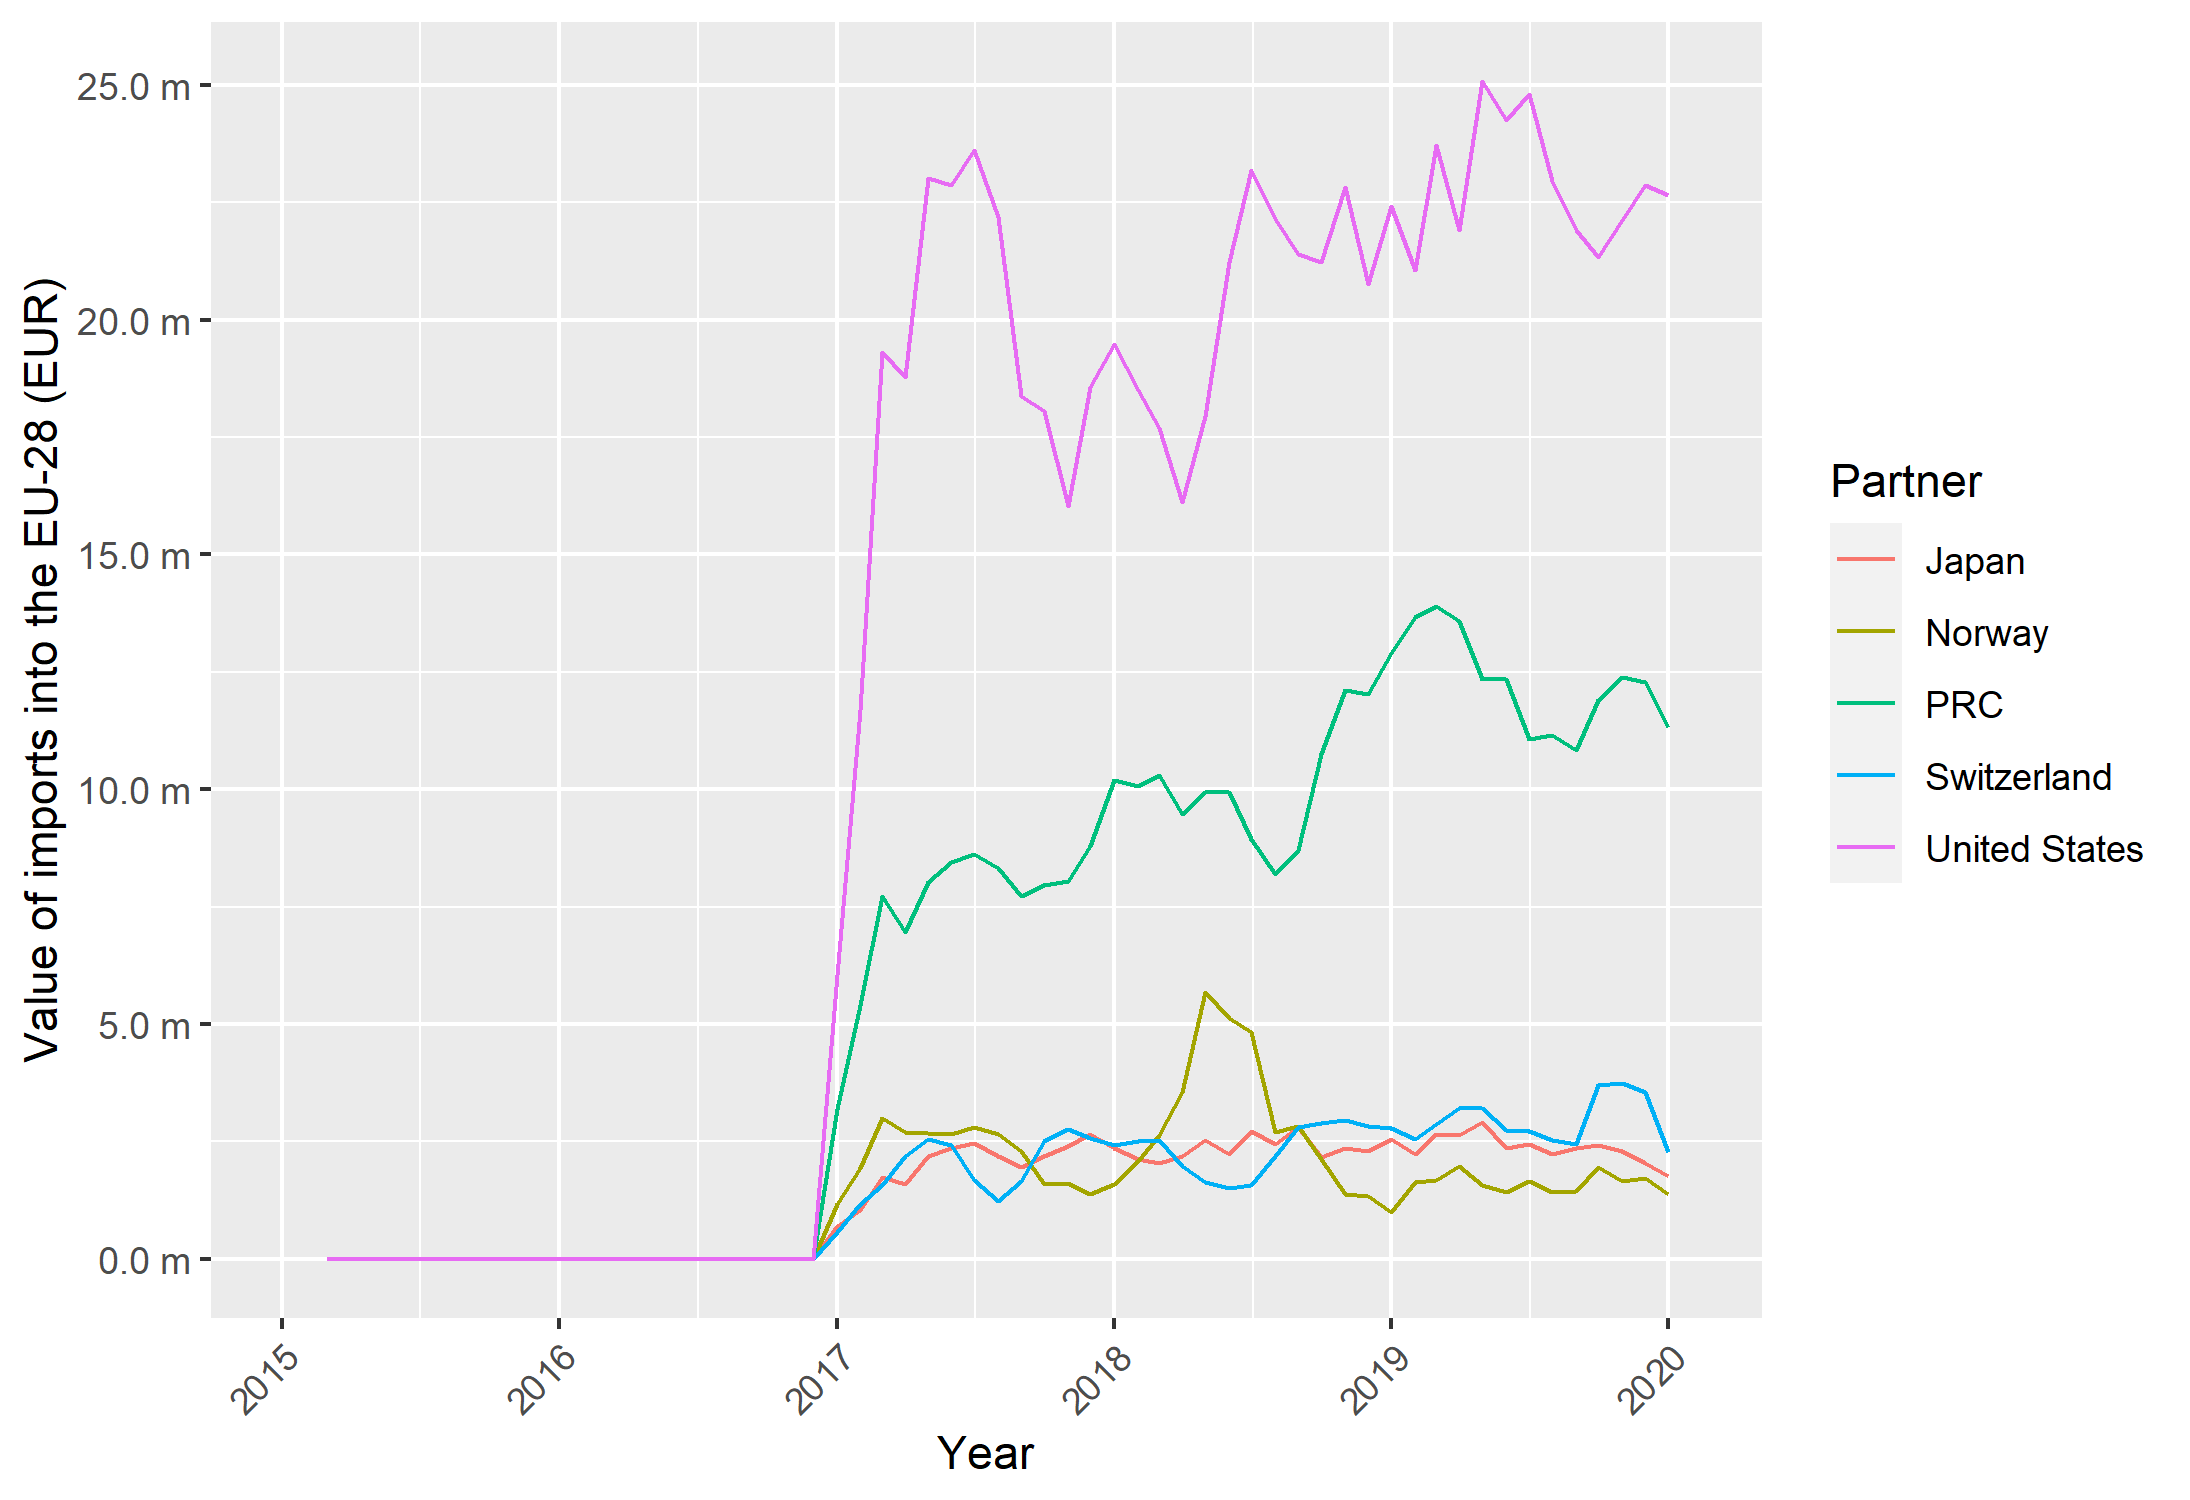 Value of imports into the EU-28 (EUR)
25.0 m
20.0 m
15.0 m
10.0 m
5.0 m
0.0 m
2015
2016
2017
2018
2019
2020
Year
Partner
Japan
Norway
PRC
Switzerland
United States